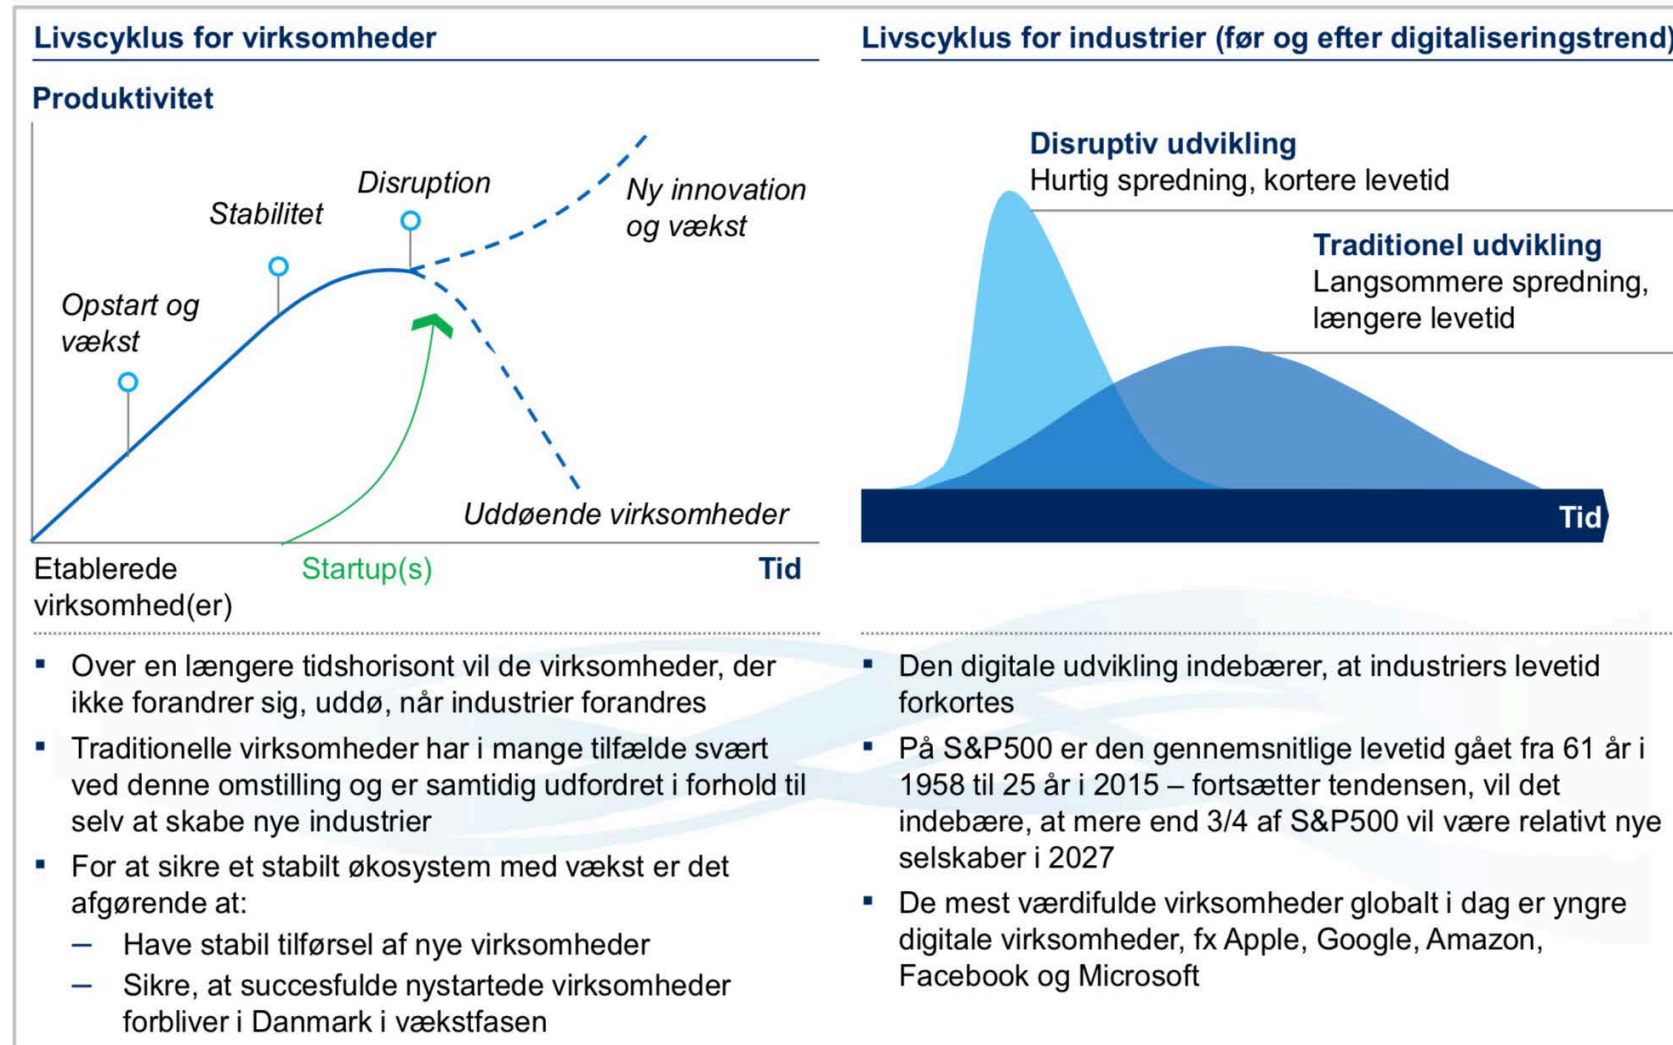 Livscyklus for virksomheder
Produktivitet
Disruption
Stabilitet
Ny innovation
og vækst
Opstart og
vækst
Uddøende virksomheder
Etablerede
virksomhed(er)
Startup(s)
Tid
▪ Over en længere tidshorisont vil de virksomheder, der
ikke forandrer sig, uddø, når industrier forandres
▪ Traditionelle virksomheder har i mange tilfælde svært
ved denne omstilling og er samtidig udfordret i forhold til
selv at skabe nye industrier
▪ For at sikre et stabilt økosystem med vækst er det
afgørende at:
– Have stabil tilførsel af nye virksomheder
– Sikre, at succesfulde nystartede virksomheder
forbliver i Danmark i vækstfasen
Livscyklus for industrier (før og efter digitaliseringstrend)
Disruptiv udvikling
Hurtig spredning, kortere levetid
Traditionel udvikling
Langsommere spredning,
længere levetid
Tid
▪ Den digitale udvikling indebærer, at industriers levetid
forkortes
▪ På S&P500 er den gennemsnitlige levetid gået fra 61 år i
1958 til 25 år i 2015 – fortsætter tendensen, vil det
indebære, at mere end 3/4 af S&P500 vil være relativt nye
selskaber i 2027
▪ De mest værdifulde virksomheder globalt i dag er yngre
digitale virksomheder, fx Apple, Google, Amazon,
Facebook og Microsoft